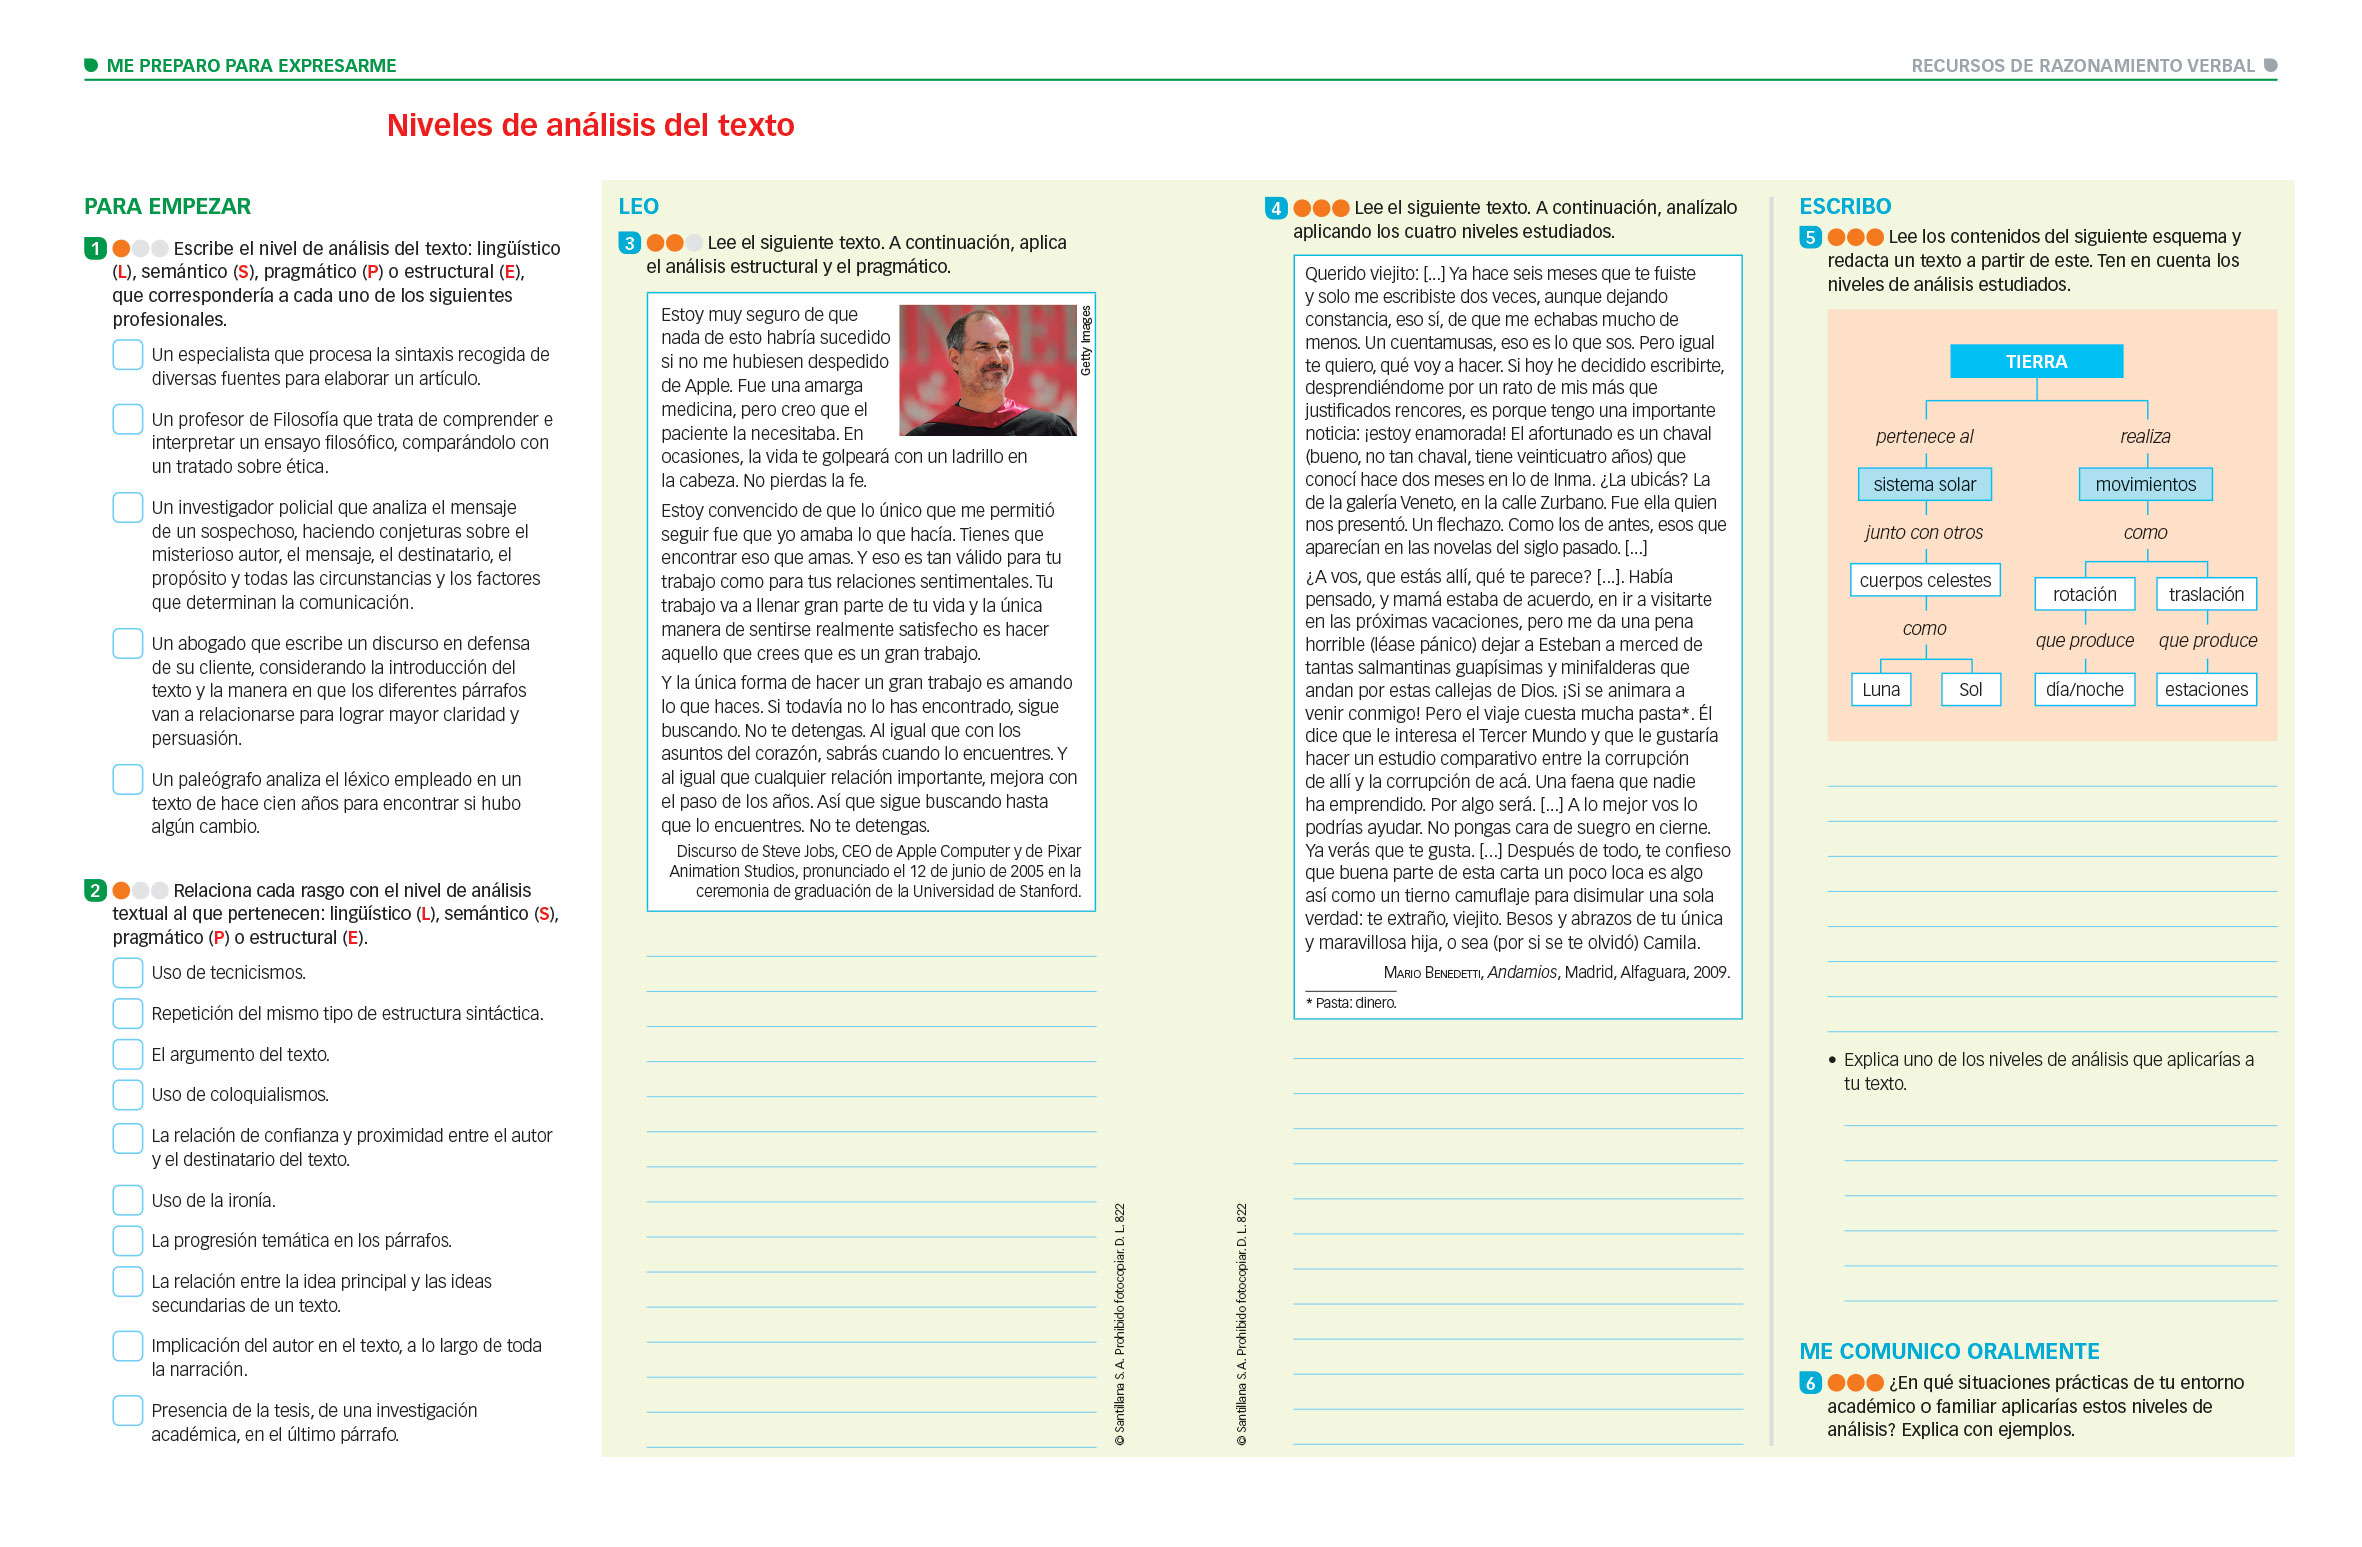 ME PREPARO PARA EXPRESARME
RECURSOS DE RAZONAMIENTO VERBAL
Niveles de análisis del texto
PARA EMPEZAR
1 Escribe el nivel de análisis del texto: lingüístico
(L), semántico (S), pragmático (P) o estructural (E),
que correspondería a cada uno de los siguientes
profesionales.
Un especialista que procesa la sintaxis recogida de
diversas fuentes para elaborar un artículo.
Un profesor de Filosofía que trata de comprender e
interpretar un ensayo filosófico, comparándolo con
un tratado sobre ética.
Un investigador policial que analiza el mensaje
de un sospechoso, haciendo conjeturas sobre el
misterioso autor, el mensaje, el destinatario, el
propósito y todas las circunstancias y los factores
que determinan la comunicación.
Un abogado que escribe un discurso en defensa
de su cliente, considerando la introducción del
texto y la manera en que los diferentes párrafos
van a relacionarse para lograr mayor claridad y
persuasión.
Un paleógrafo analiza el léxico empleado en un
texto de hace cien años para encontrar si hubo
algún cambio.
2 Relaciona cada rasgo con el nivel de análisis
textual al que pertenecen: lingüístico (L), semántico (S),
pragmático (P) o estructural (E).
Uso de tecnicismos.
Repetición del mismo tipo de estructura sintáctica.
El argumento del texto.
Uso de coloquialismos.
La relación de confianza y proximidad entre el autor
y el destinatario del texto.
Uso de la ironía.
La progresión temática en los párrafos.
La relación entre la idea principal y las ideas
secundarias de un texto.
Implicación del autor en el texto, a lo largo de toda
la narración.
Presencia de la tesis, de una investigación
académica, en el último párrafo.
LEO
3 Lee el siguiente texto. A continuación, aplica
el análisis estructural y el pragmático.
Estoy muy seguro de que
nada de esto habría sucedido
si no me hubiesen despedido
de Apple. Fue una amarga
medicina, pero creo que el
paciente la necesitaba. En
ocasiones, la vida te golpeará con un ladrillo en
la cabeza. No pierdas la fe.
Getty Images
Estoy convencido de que lo único que me permitió
seguir fue que yo amaba lo que hacía. Tienes que
encontrar eso que amas. Y eso es tan válido para tu
trabajo como para tus relaciones sentimentales. Tu
trabajo va a llenar gran parte de tu vida y la única
manera de sentirse realmente satisfecho es hacer
aquello que crees que es un gran trabajo.
Y la única forma de hacer un gran trabajo es amando
lo que haces. Si todavía no lo has encontrado, sigue
buscando. No te detengas. Al igual que con los
asuntos del corazón, sabrás cuando lo encuentres. Y
al igual que cualquier relación importante, mejora con
el paso de los años. Así que sigue buscando hasta
que lo encuentres. No te detengas.
Discurso de Steve Jobs, CEO de Apple Computer y de Pixar
Animation Studios, pronunciado el 12 de junio de 2005 en la
ceremonia de graduación de la Universidad de Stanford.
© Santillana S. A. Prohibido fotocopiar. D. L. 822
© Santillana S. A. Prohibido fotocopiar. D. L. 822
4 Lee el siguiente texto. A continuación, analízalo
aplicando los cuatro niveles estudiados.
Querido viejito: [...] Ya hace seis meses que te fuiste
y solo me escribiste dos veces, aunque dejando
constancia, eso sí, de que me echabas mucho de
menos. Un cuentamusas, eso es lo que sos. Pero igual
te quiero, qué voy a hacer. Si hoy he decidido escribirte,
desprendiéndome por un rato de mis más que
justificados rencores, es porque tengo una importante
noticia: ¡estoy enamorada! El afortunado es un chaval
(bueno, no tan chaval, tiene veinticuatro años) que
conocí hace dos meses en lo de Inma. ¿La ubicás? La
de la galería Veneto, en la calle Zurbano. Fue ella quien
nos presentó. Un flechazo. Como los de antes, esos que
aparecían en las novelas del siglo pasado. [...]
¿A vos, que estás allí, qué te parece? [...]. Había
pensado, y mamá estaba de acuerdo, en ir a visitarte
en las próximas vacaciones, pero me da una pena
horrible (léase pánico) dejar a Esteban a merced de
tantas salmantinas guapísimas y minifalderas que
andan por estas callejas de Dios. ¡Si se animara a
venir conmigo! Pero el viaje cuesta mucha pasta*. Él
dice que le interesa el Tercer Mundo y que le gustaría
hacer un estudio comparativo entre la corrupción
de allí y la corrupción de acá. Una faena que nadie
ha emprendido. Por algo será. [...] A lo mejor vos lo
podrías ayudar. No pongas cara de suegro en cierne.
Ya verás que te gusta. [...] Después de todo, te confieso
que buena parte de esta carta un poco loca es algo
así como un tierno camuflaje para disimular una sola
verdad: te extraño, viejito. Besos y abrazos de tu única
y maravillosa hija, o sea (por si se te olvidó) Camila.
Mario Benedetti, Andamios, Madrid, Alfaguara, 2009.
* Pasta: dinero.
ESCRIBO
5 Lee los contenidos del siguiente esquema y
redacta un texto a partir de este. Ten en cuenta los
niveles de análisis estudiados.
TIERRA
pertenece al
realiza
sistema solar
movimientos
junto con otros
como
cuerpos celestes
rotación
traslación
como
que produce
que produce
Luna
Sol
día/noche
estaciones
• Explica uno de los niveles de análisis que aplicarías a
tu texto.
ME COMUNICO ORALMENTE
6 ¿En qué situaciones prácticas de tu entorno
académico o familiar aplicarías estos niveles de
análisis? Explica con ejemplos.